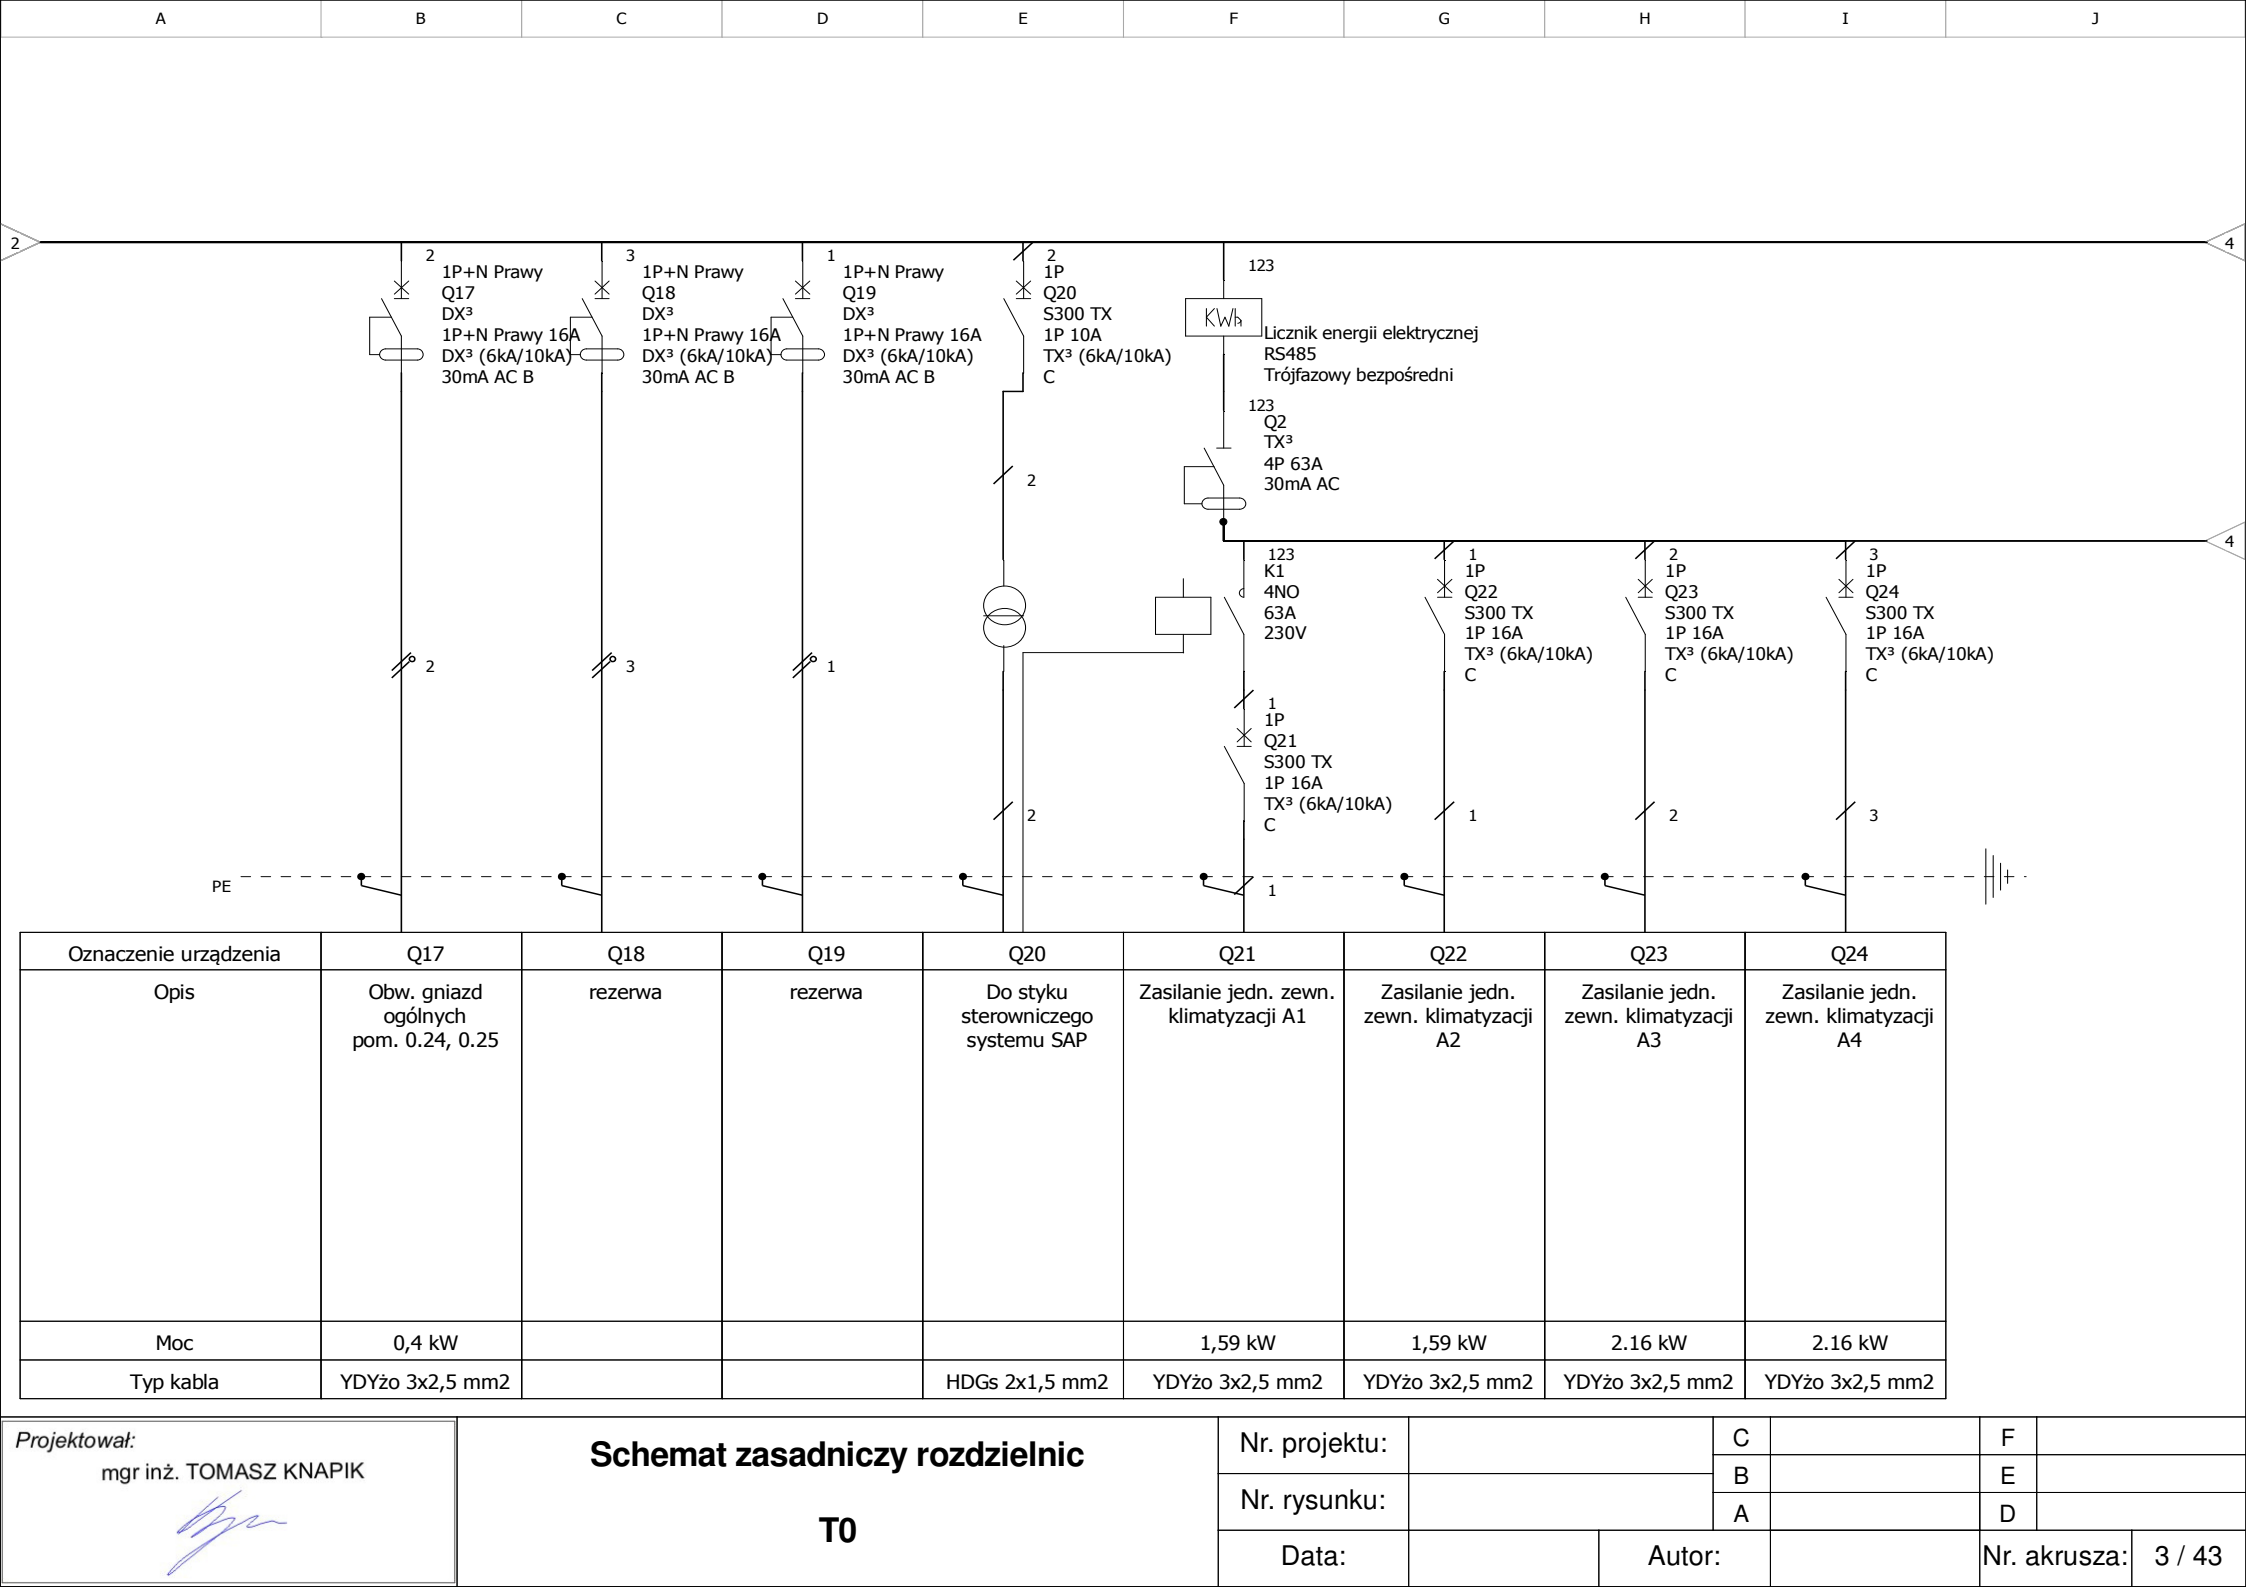 A B C D E F G H I J
2
4
2
1P+N Prawy
Q17
DX³
1P+N Prawy 16A
DX³ (6kA/10kA)
30mA AC B
2
3
1P+N Prawy
Q18
DX³
1P+N Prawy 16A
DX³ (6kA/10kA)
30mA AC B
3
1
1P+N Prawy
Q19
DX³
1P+N Prawy 16A
DX³ (6kA/10kA)
30mA AC B
1
2
1P
Q20
S300 TX
1P 10A
TX³ (6kA/10kA)
C
2
2
123
KWh
Licznik energii elektrycznej
RS485
Trójfazowy bezpośredni
123
Q2
TX³
4P 63A
30mA AC
4
123
K1
4NO
63A
230V
1
1P
Q21
S300 TX
1P 16A
TX³ (6kA/10kA)
C
1
1
1P
Q22
S300 TX
1P 16A
TX³ (6kA/10kA)
C
1
2
1P
Q23
S300 TX
1P 16A
TX³ (6kA/10kA)
C
2
3
1P
Q24
S300 TX
1P 16A
TX³ (6kA/10kA)
C
3
PE
Oznaczenie urządzenia Q17 Q18 Q19 Q20 Q21 Q22 Q23 Q24
Opis
Obw. gniazd
ogólnych
pom. 0.24, 0.25
rezerwa
rezerwa
Do styku
sterowniczego
systemu SAP
Zasilanie jedn. zewn.
klimatyzacji A1
Zasilanie jedn.
zewn. klimatyzacji
A2
Zasilanie jedn.
zewn. klimatyzacji
A3
Zasilanie jedn.
zewn. klimatyzacji
A4
Moc 0,4 kW 1,59 kW 1,59 kW 2.16 kW 2.16 kW
Typ kabla YDYżo 3x2,5 mm2 HDGs 2x1,5 mm2 YDYżo 3x2,5 mm2 YDYżo 3x2,5 mm2 YDYżo 3x2,5 mm2 YDYżo 3x2,5 mm2
Projektował:
mgr inż. TOMASZ KNAPIK
Schemat zasadniczy rozdzielnic
T0
Nr. projektu:
Nr. rysunku:
C F
B E
A D
Data: Autor: Nr. akrusza: 3 / 43